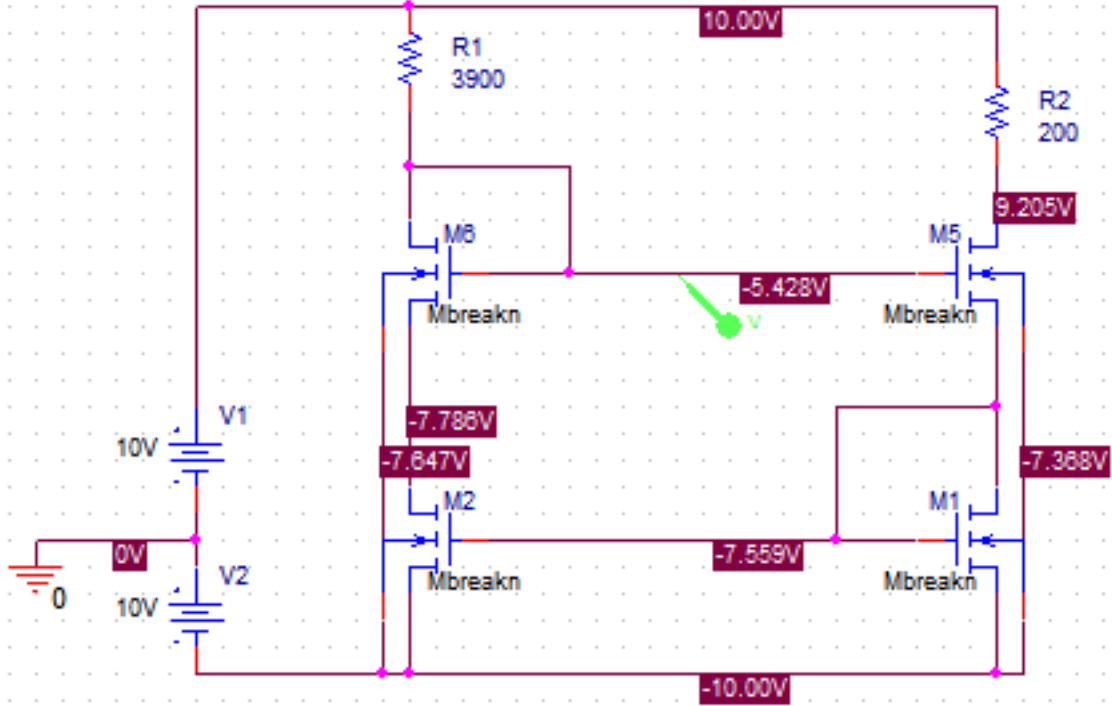 10.00V
R1
3900
R2
200
9.205V
M6
M5
-5.428V
Mbreakn
V
Mbreakn
V1
10V
-7.786V
-7.647V
-7.368V
M2
M1
0V
-7.559V
V2
0
10V
Mbreakn
Mbreakn
-10.00V